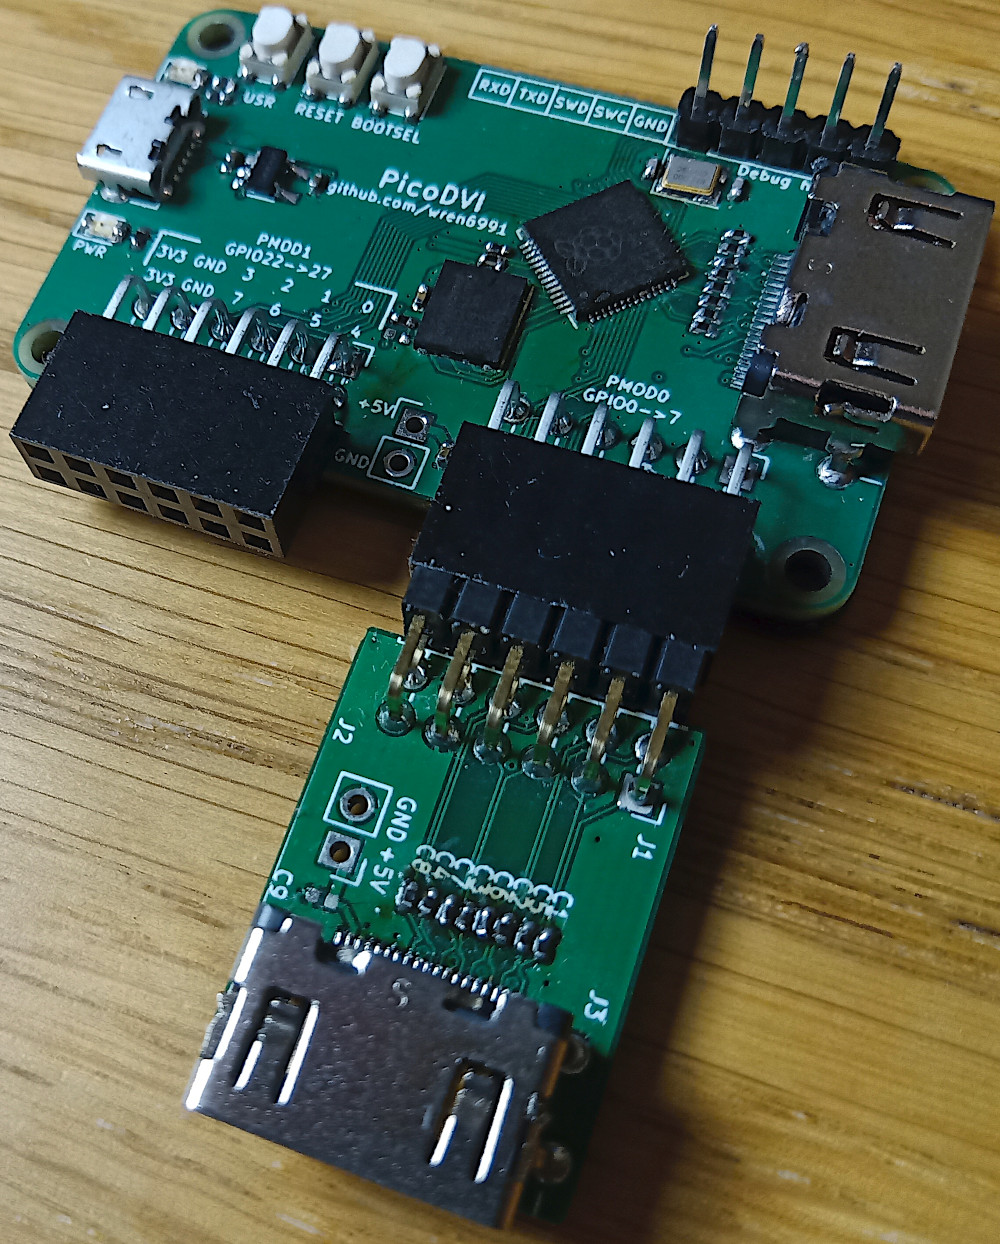 USR
RESET
BOOTSEL
RXD
TXD
SWD
SWC
GND
PicoDVI
github.com/wren6991
PWR
PMOD1
GPIO22->27
3V3 GND 3 2 1 0
3V3 GND 7 6 5 4
+5V
GND
PMOD0
GPIO0->7
J2
J1
GND
+5V
C9
J3
S
S